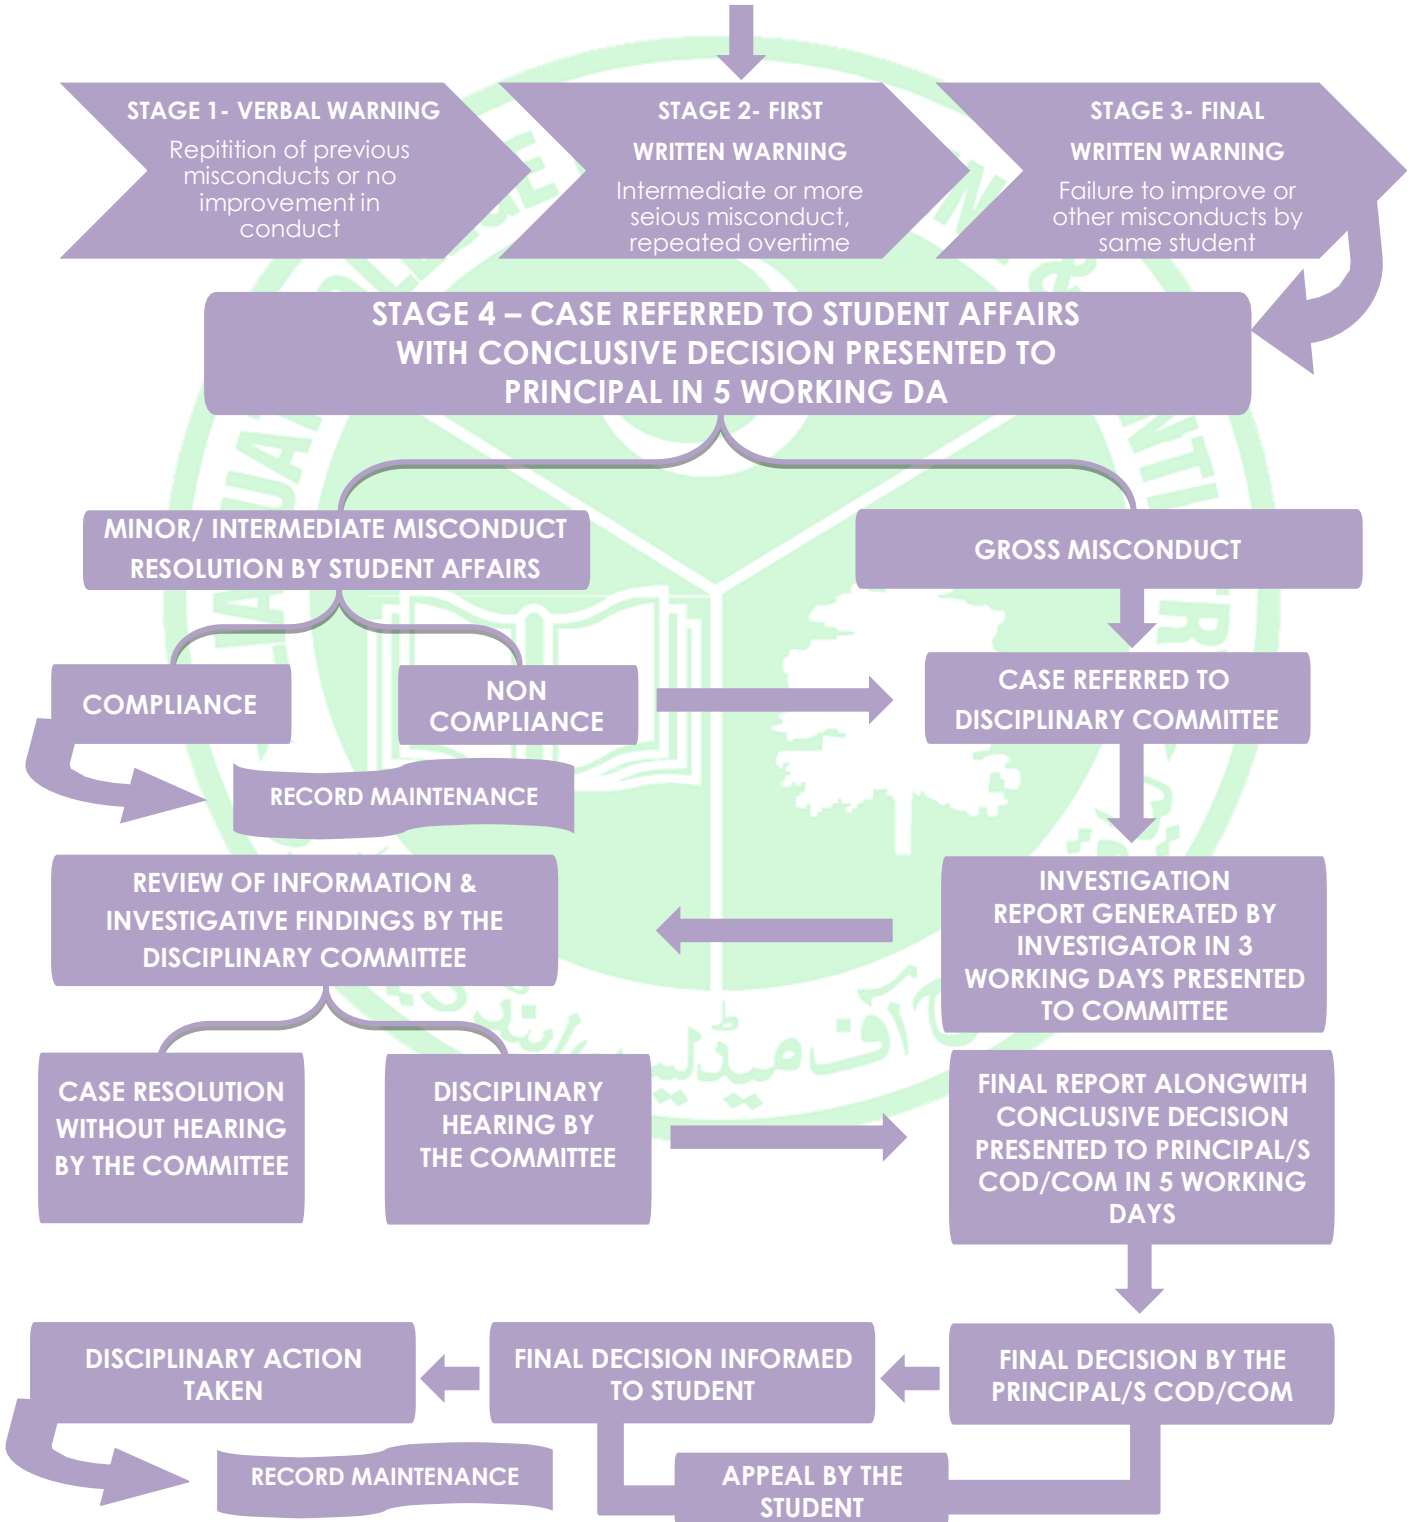 STAGE 1- VERBAL WARNING
Repitition of previous
misconducts or no
improvement in
conduct
STAGE 2- FIRST
WRITTEN WARNING
Intermediate or more
seious misconduct,
repeated overtime
STAGE 3- FINAL
WRITTEN WARNING
Failure to improve or
other misconducts by
same student
STAGE 4 – CASE REFERRED TO STUDENT AFFAIRS
WITH CONCLUSIVE DECISION PRESENTED TO
PRINCIPAL IN 5 WORKING DA
MINOR/ INTERMEDIATE MISCONDUCT
RESOLUTION BY STUDENT AFFAIRS
GROSS MISCONDUCT
COMPLIANCE
NON
COMPLIANCE
CASE REFERRED TO
DISCIPLINARY COMMITTEE
RECORD MAINTENANCE
REVIEW OF INFORMATION &
INVESTIGATIVE FINDINGS BY THE
DISCIPLINARY COMMITTEE
INVESTIGATION
REPORT GENERATED BY
INVESTIGATOR IN 3
WORKING DAYS PRESENTED
TO COMMITTEE
CASE RESOLUTION
WITHOUT HEARING
BY THE COMMITTEE
DISCIPLINARY
HEARING BY
THE COMMITTEE
FINAL REPORT ALONGWITH
CONCLUSIVE DECISION
PRESENTED TO PRINCIPAL/S
COD/COM IN 5 WORKING
DAYS
DISCIPLINARY ACTION
TAKEN
FINAL DECISION INFORMED
TO STUDENT
FINAL DECISION BY THE
PRINCIPAL/S COD/COM
RECORD MAINTENANCE
APPEAL BY THE
STUDENT